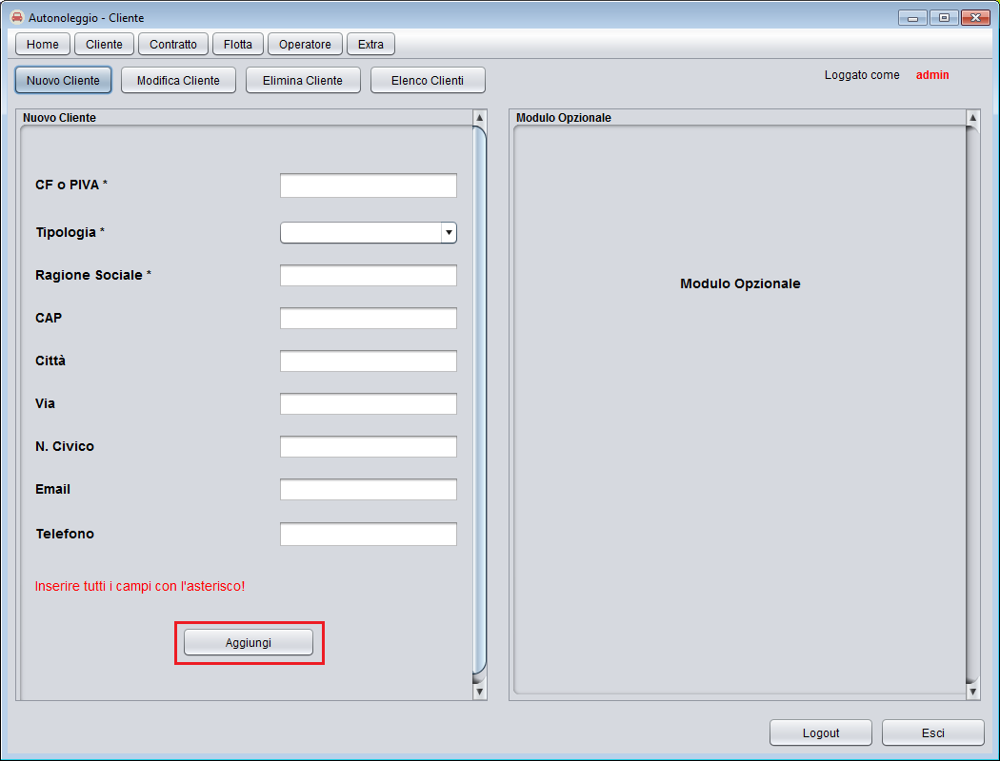 Autonoleggio - Cliente
Home Cliente Contratto Flotta Operatore Extra
Nuovo Cliente Modifica Cliente Elimina Cliente Elenco Clienti Loggato come admin
Nuovo Cliente
CF o PIVA *
Tipologia *
Ragione Sociale *
CAP
Città
Via
N. Civico
Email
Telefono
Inserire tutti i campi con l'asterisco!
Aggiungi
Modulo Opzionale
Modulo Opzionale
Logout Esci